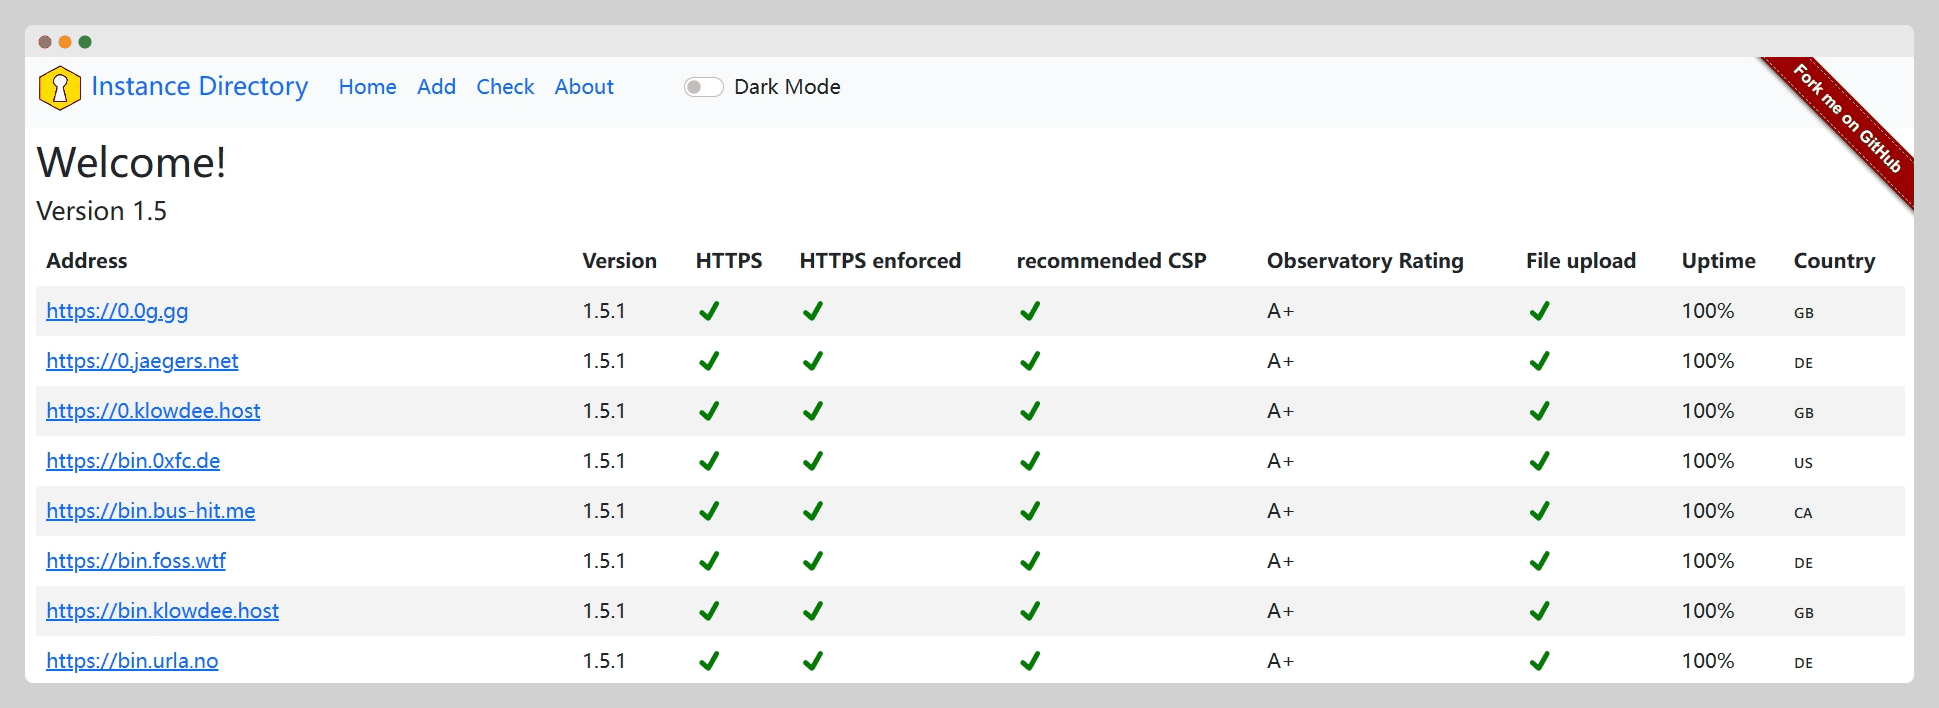 Instance Directory Home Add Check About Dark Mode
Fork me on GitHub
Welcome!
Version 1.5
Address Version HTTPS HTTPS enforced recommended CSP Observatory Rating File upload Uptime Country
https://0.0g.gg 1.5.1 ✔ ✔ ✔ A+ ✔ 100% GB
https://0.jaegers.net 1.5.1 ✔ ✔ ✔ A+ ✔ 100% DE
https://0.klowdee.host 1.5.1 ✔ ✔ ✔ A+ ✔ 100% GB
https://bin.0xfc.de 1.5.1 ✔ ✔ ✔ A+ ✔ 100% US
https://bin.bus-hit.me 1.5.1 ✔ ✔ ✔ A+ ✔ 100% CA
https://bin.foss.wtf 1.5.1 ✔ ✔ ✔ A+ ✔ 100% DE
https://bin.klowdee.host 1.5.1 ✔ ✔ ✔ A+ ✔ 100% GB
https://bin.urla.no 1.5.1 ✔ ✔ ✔ A+ ✔ 100% DE